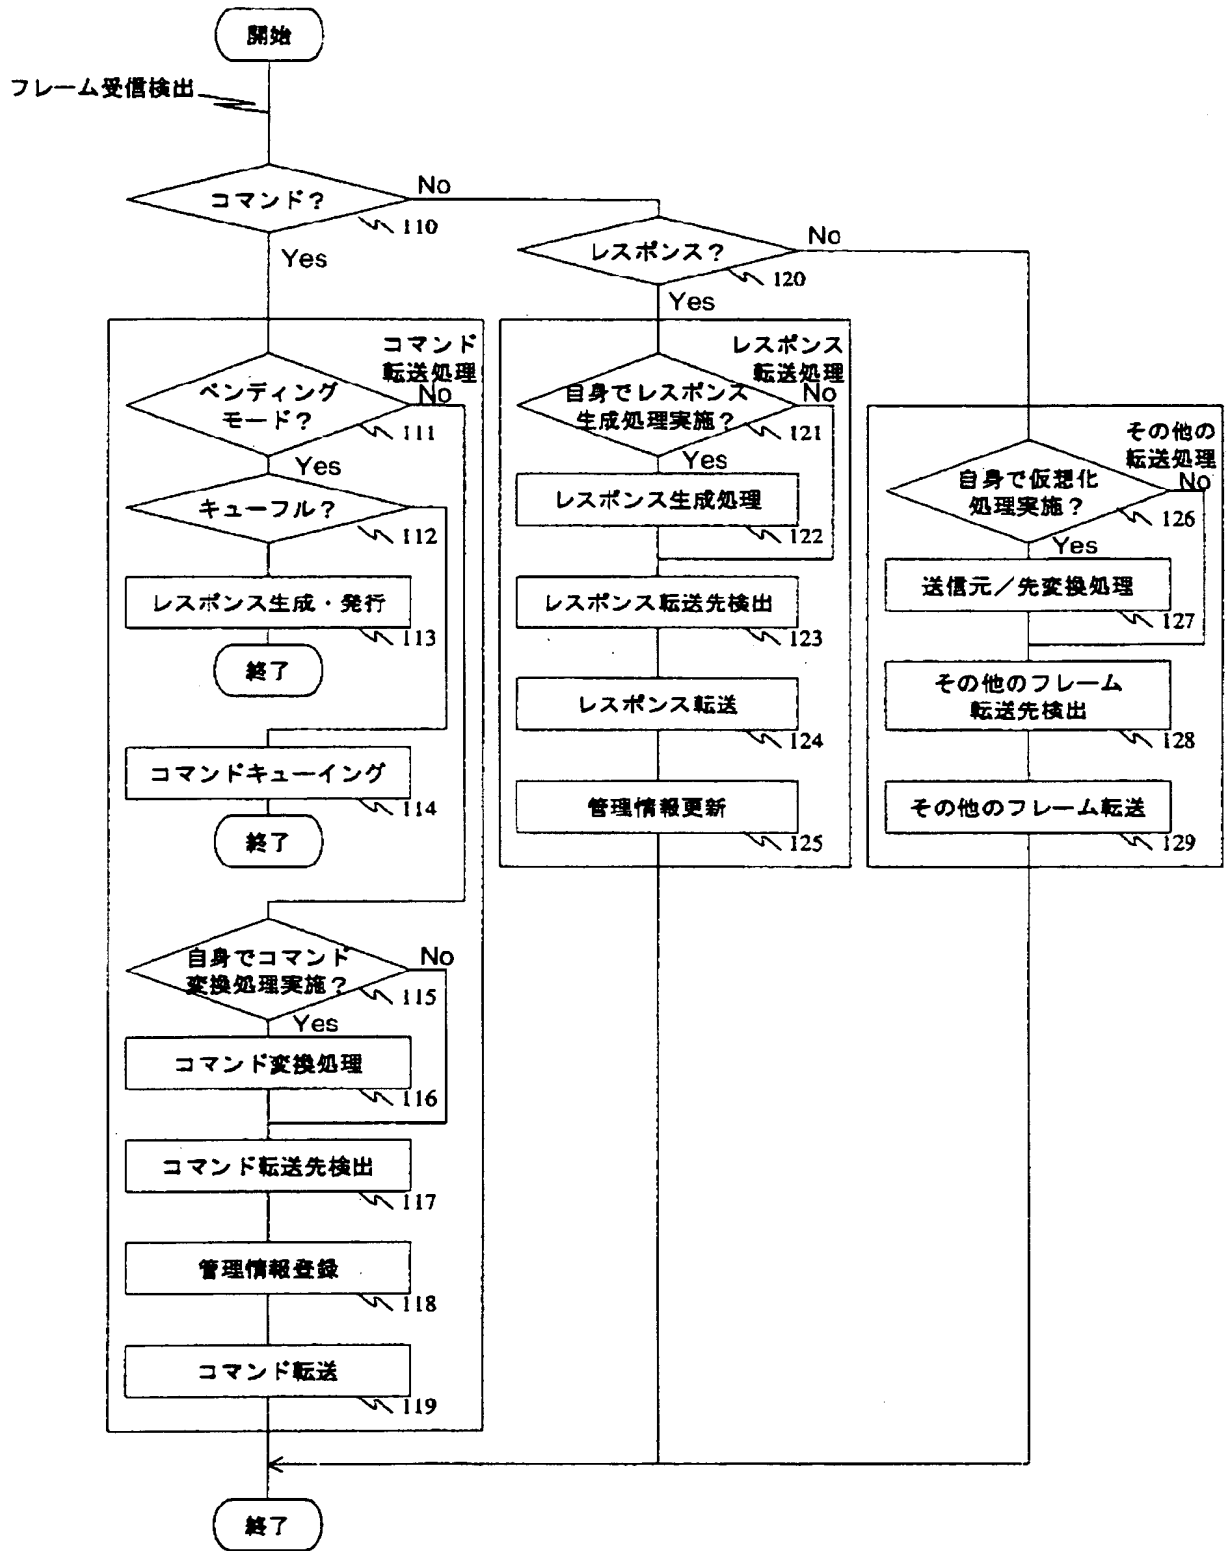 開始
フレーム受信検出
コマンド？
No
110
Yes
レスポンス？
No
120
Yes
コマンド
転送処理
ペンディング
モード？
No
111
Yes
キューフル？
112
レスポンス生成・発行
113
終了
コマンドキューイング
114
終了
自身でコマンド
変換処理実施？
No
115
Yes
コマンド変換処理
116
コマンド転送先検出
117
管理情報登録
118
コマンド転送
119
レスポンス
転送処理
自身でレスポンス
生成処理実施？
No
121
Yes
レスポンス生成処理
122
レスポンス転送先検出
123
レスポンス転送
124
管理情報更新
125
その他の
転送処理
自身で仮想化
処理実施？
No
126
Yes
送信元／先変換処理
127
その他のフレーム
転送先検出
128
その他のフレーム転送
129
終了